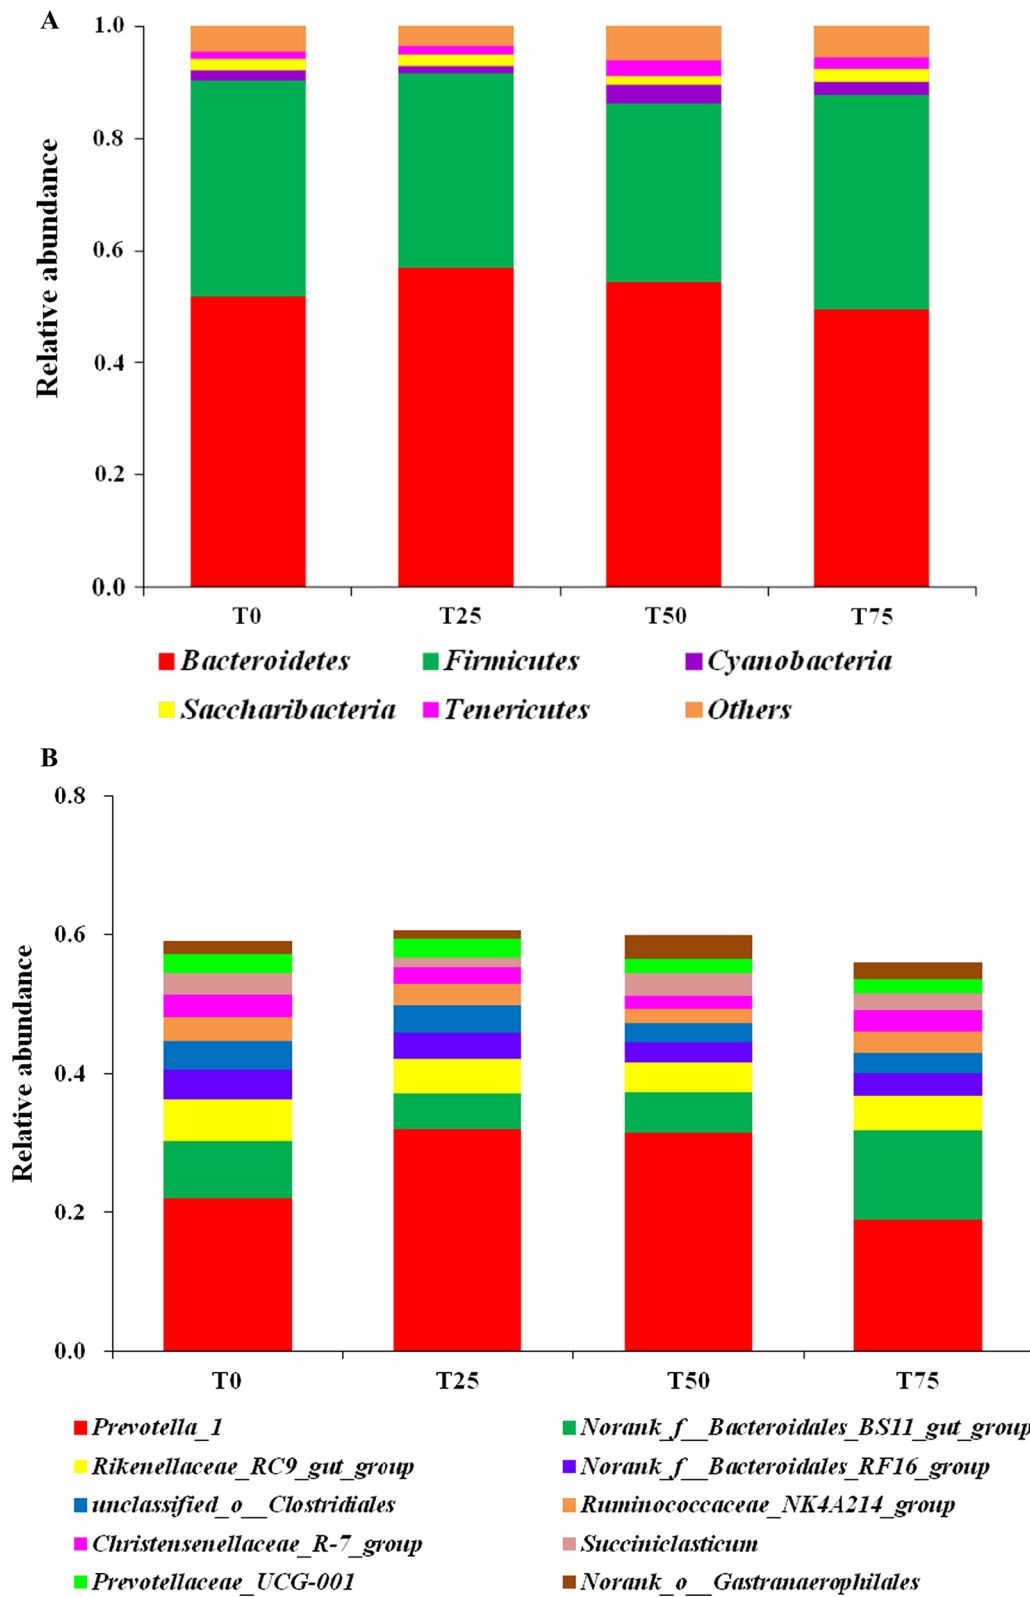 A
1.0
0.8
0.6
0.4
0.2
0.0
Relative abundance
T0 T25 T50 T75
Bacteroidetes Firmicutes Cyanobacteria
Saccharibacteria Tenericutes Others
B
0.8
0.6
0.4
0.2
0.0
Relative abundance
T0 T25 T50 T75
Prevotella_1 Norank_f__Bacteroidales_BS11_gut_group
Rikenellaceae_RC9_gut_group Norank_f__Bacteroidales_RF16_group
unclassified_o__Clostridiales Ruminococcaceae_NK4A214_group
Christensenellaceae_R-7_group Succiniclasticum
Prevotellaceae_UCG-001 Norank_o__Gastranaerophilales